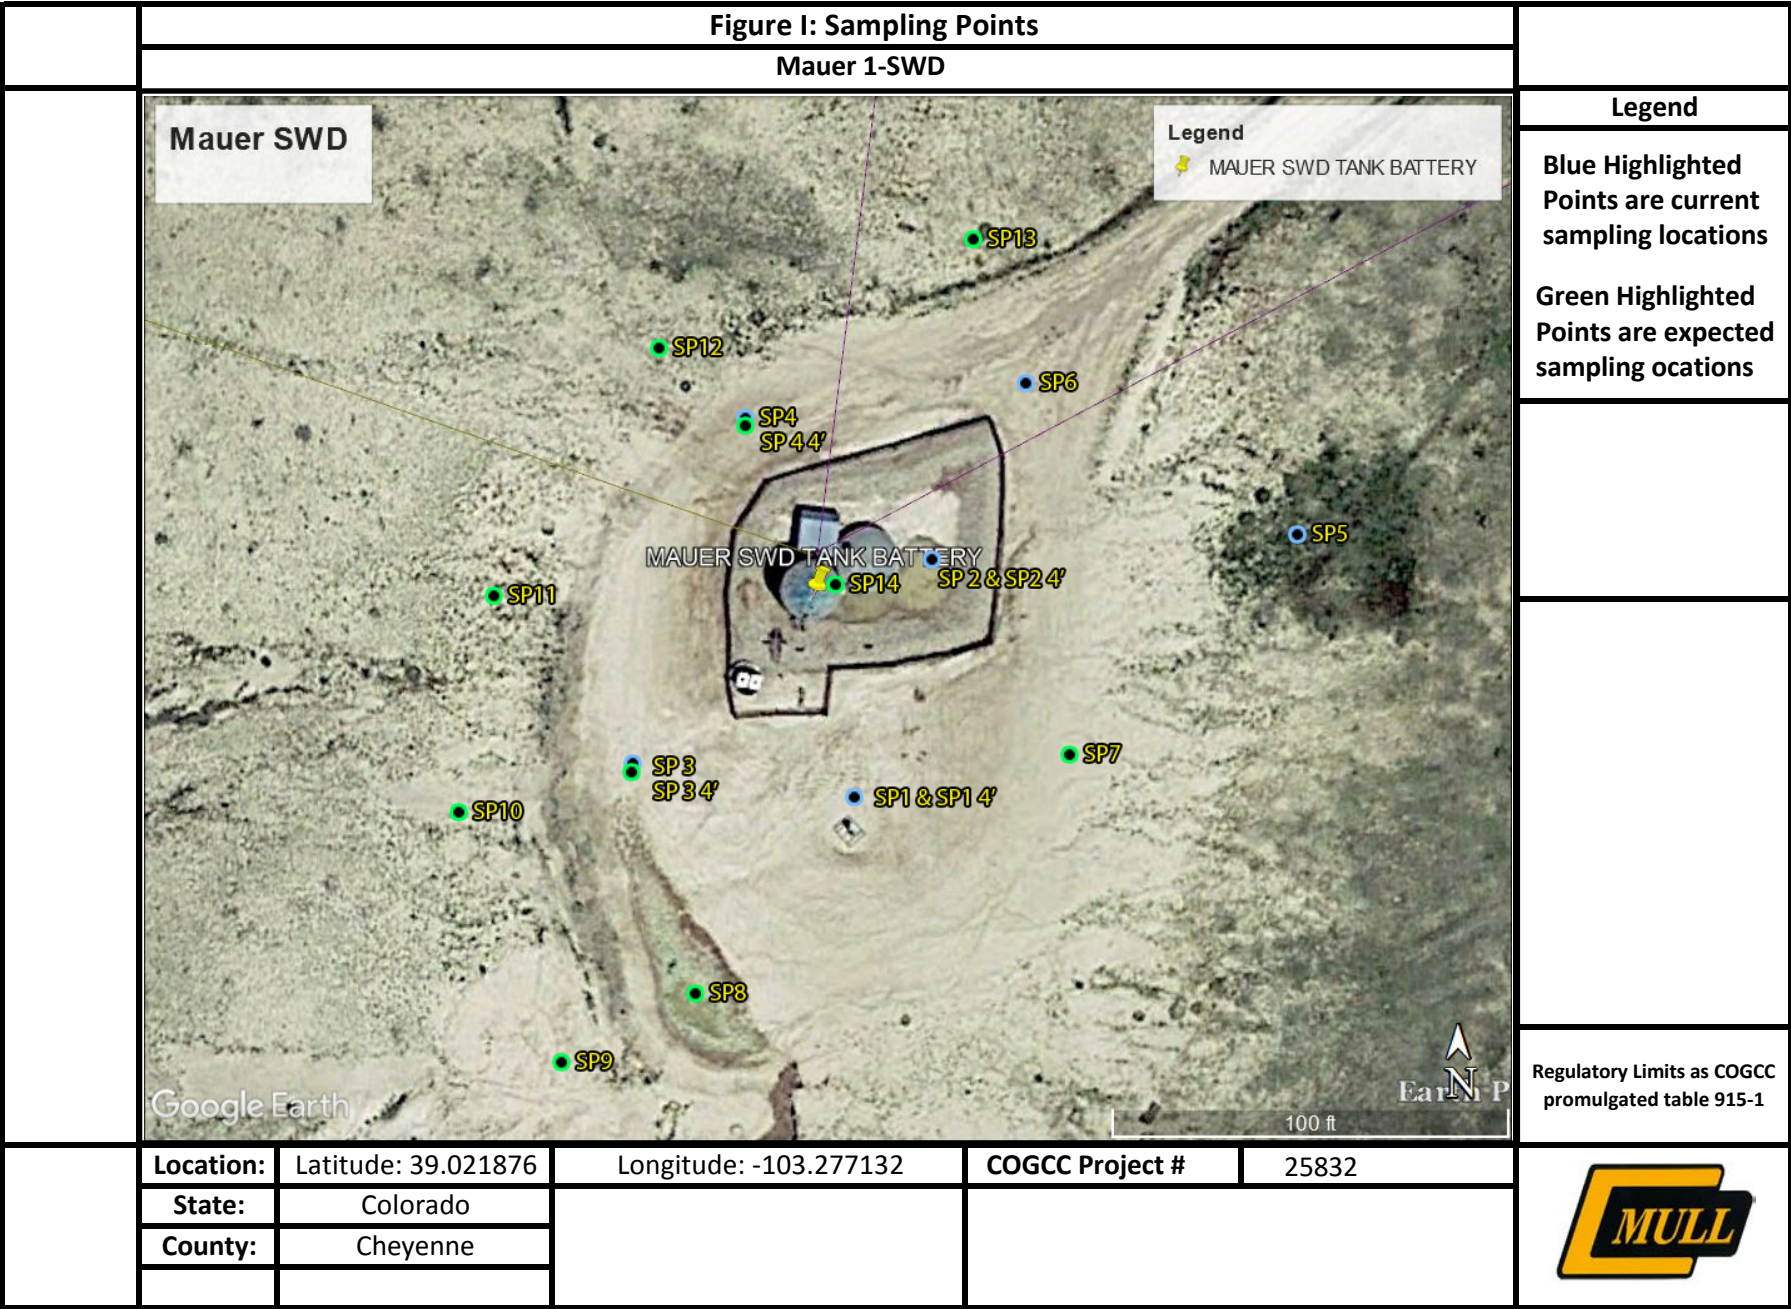 Figure I: Sampling Points
Mauer 1-SWD
Mauer SWD
Legend
MAUER SWD TANK BATTERY
Legend
Blue Highlighted
Points are current
sampling locations
Green Highlighted
Points are expected
sampling ocations
SP13
SP12
SP6
SP4
SP 4 4'
SP5
MAUER SWD TANK BATTERY
SP14
SP 2 & SP2 4'
SP11
SP7
SP 3
SP 3 4'
SP1 & SP1 4'
SP10
SP8
SP9
Google Earth
N
100 ft
Regulatory Limits as COGCC
promulgated table 915-1
Location: Latitude: 39.021876 Longitude: -103.277132 COGCC Project # 25832
State: Colorado
County: Cheyenne
MULL